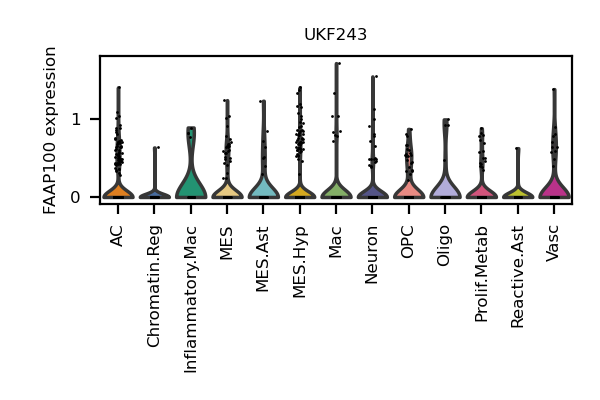 UKF243
FAAP100 expression
1
0
AC
Chromatin.Reg
Inflammatory.Mac
MES
MES.Ast
MES.Hyp
Mac
Neuron
OPC
Oligo
Prolif.Metab
Reactive.Ast
Vasc